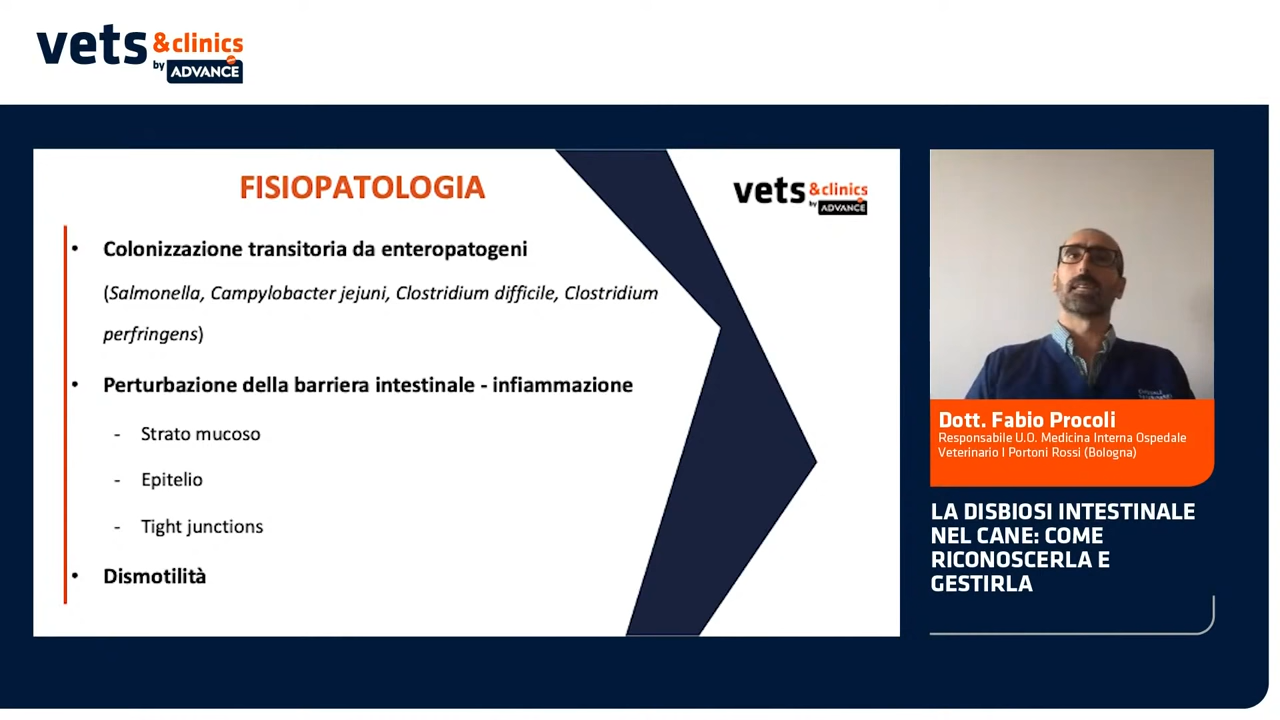 vets &clinics
by ADVANCE
FISIOPATOLOGIA
vets &clinics
by ADVANCE
• Colonizzazione transitoria da enteropatogeni
(Salmonella, Campylobacter jejuni, Clostridium difficile, Clostridium
perfringens)
• Perturbazione della barriera intestinale - infiammazione
- Strato mucoso
- Epitelio
- Tight junctions
• Dismotilità
Dott. Fabio Procoli
Responsabile U.O. Medicina Interna Ospedale
Veterinario I Portoni Rossi (Bologna)
LA DISBIOSI INTESTINALE
NEL CANE: COME
RICONOSCERLA E
GESTIRLA